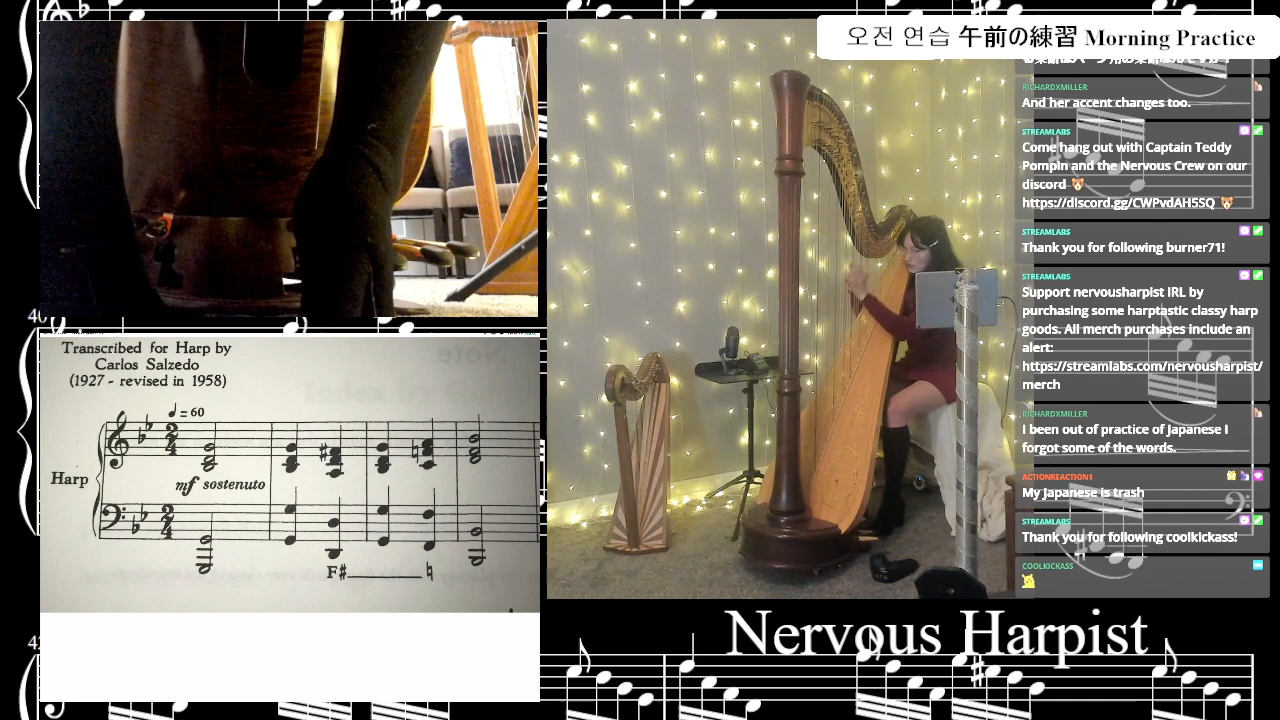 오전 연습 午前の練習 Morning Practice
RICHARDXMILLER
And her accent changes too.
STREAMLABS
Come hang out with Captain Teddy
Pompin and the Nervous Crew on our
discord
https://discord.gg/CWPvdAH5SQ
STREAMLABS
Thank you for following burner71!
STREAMLABS
Support nervousharpist IRL by
purchasing some harptastic classy harp
goods. All merch purchases include an
alert:
https://streamlabs.com/nervousharpist/
merch
RICHARDXMILLER
I been out of practice of Japanese I
forgot some of the words.
ACTIONREACTION1
My Japanese is trash
STREAMLABS
Thank you for following coolkickass!
COOLKICKASS
Transcribed for Harp by
Carlos Salzedo
(1927 - revised in 1958)
♩ = 60
2/4
Harp
mf sostenuto
2/4
F# ♮
Nervous Harpist